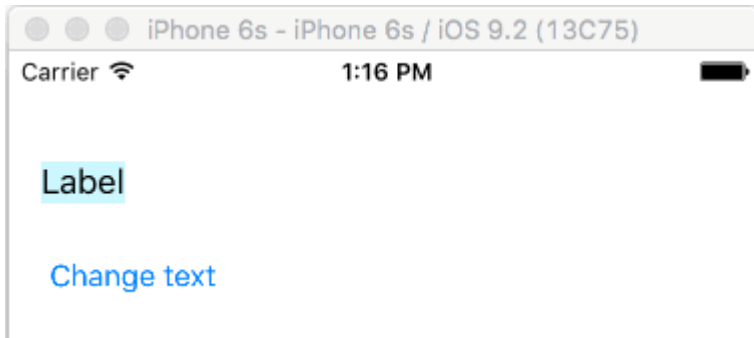 iPhone 6s - iPhone 6s / iOS 9.2 (13C75)
Carrier 1:16 PM
Label
Change text